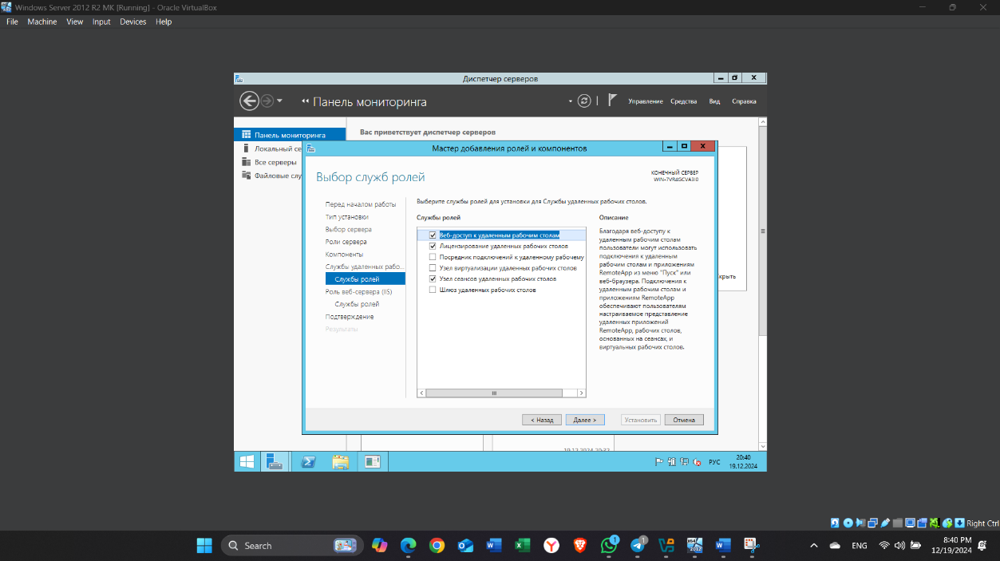 Windows Server 2012 R2 MK [Running] - Oracle VirtualBox
File Machine View Input Devices Help
Диспетчер серверов
Панель мониторинга
Управление Средства Вид Справка
Панель мониторинга
Локальный се
Все серверы
Файловые слу
Вас приветствует диспетчер серверов
Мастер добавления ролей и компонентов
Выбор служб ролей
КОНЕЧНЫЙ СЕРВЕР
WIN-7VR4GCVA3I0
Перед началом работы
Тип установки
Выбор сервера
Роли сервера
Компоненты
Службы удаленных рабо...
Службы ролей
Роль веб-сервера (IIS)
Службы ролей
Подтверждение
Результаты
Выберите службы ролей для установки для Службы удаленных рабочих столов.
Службы ролей
Веб-доступ к удаленным рабочим столам
Лицензирование удаленных рабочих столов
Посредник подключений к удаленному рабочему
Узел виртуализации удаленных рабочих столов
Узел сеансов удаленных рабочих столов
Шлюз удаленных рабочих столов
Описание
Благодаря веб-доступу к
удаленным рабочим столам
пользователи могут использовать
подключения к удаленным
рабочим столам и приложениям
RemoteApp из меню "Пуск" или
веб-браузера. Подключения к
удаленным рабочим столам и
приложениям RemoteApp
обеспечивают пользователям
настраиваемое представление
удаленных приложений
RemoteApp, рабочих столов,
основанных на сеансах, и
виртуальных рабочих столов.
крыть
< Назад Далее > Установить Отмена
РУС
20:40
19.12.2024
Right Ctrl
Search
ENG
8:40 PM
12/19/2024